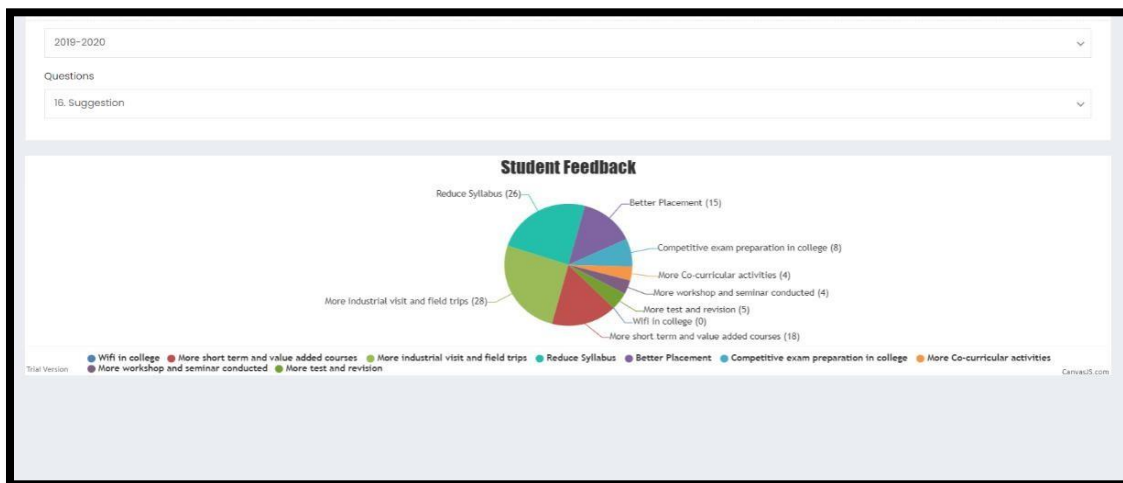 2019-2020
Questions
16. Suggestion
Student Feedback
Reduce Syllabus (26)
Better Placement (15)
Competitive exam preparation in college (8)
More Co-curricular activities (4)
More workshop and seminar conducted (4)
More industrial visit and field trips (28)
More test and revision (5)
Wifi in college (0)
More short term and value added courses (18)
Wifi in college More short term and value added courses More industrial visit and field trips Reduce Syllabus Better Placement Competitive exam preparation in college More Co-curricular activities
More workshop and seminar conducted More test and revision
Trial Version
CanvasJS.com